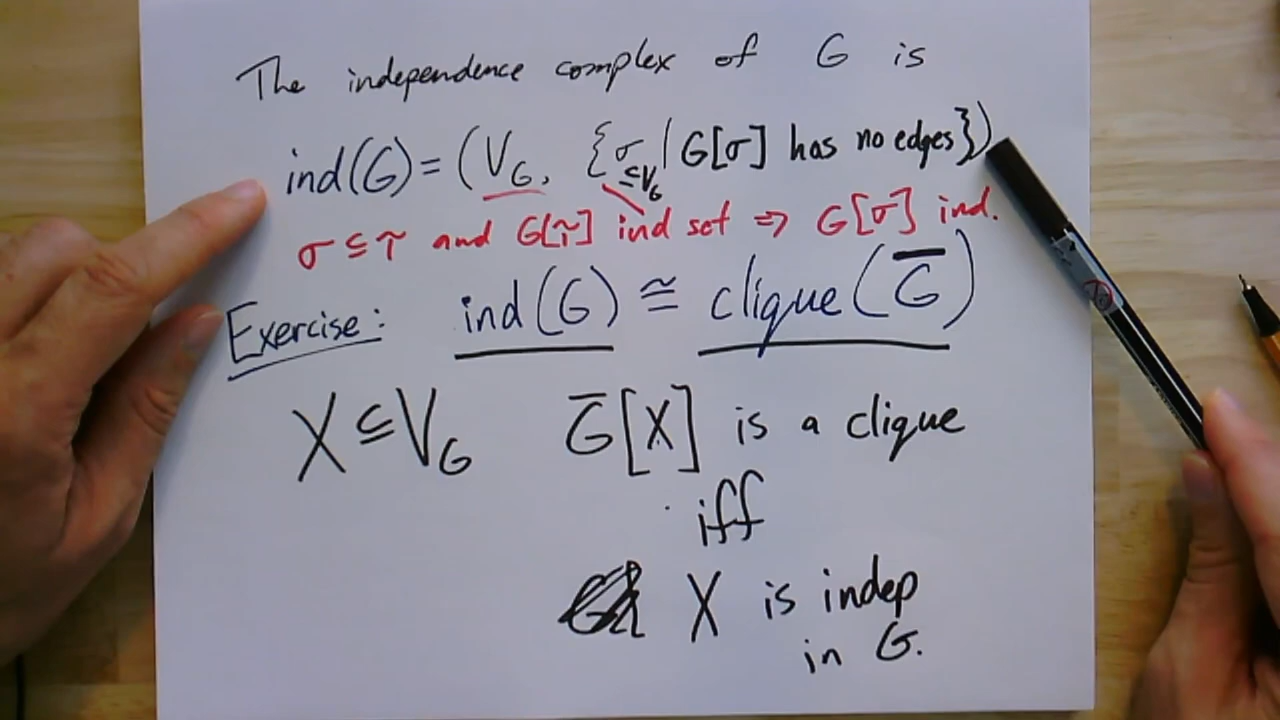 The independence complex of G is
ind(G) = (V_G, {σ ⊆ V_G | G[σ] has no edges})
σ ⊆ τ and G[τ] ind set ⇒ G[σ] ind.
Exercise: ind(G) ≅ clique(G̅)
X ⊆ V_G G̅[X] is a clique
iff
X is indep
in G.